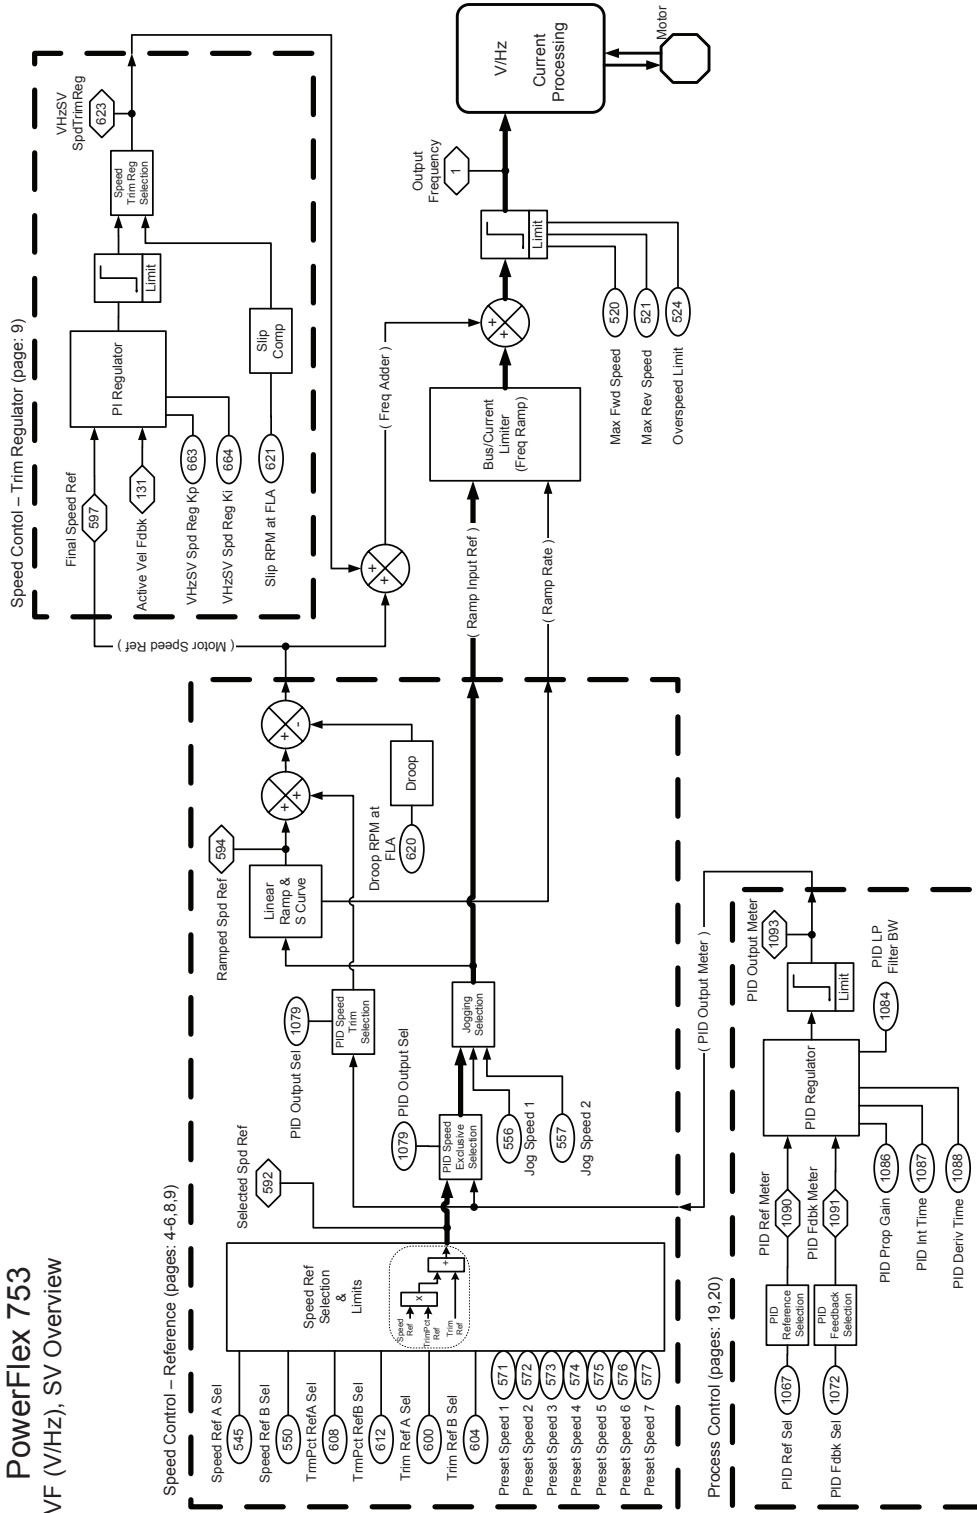 PowerFlex 753
VF (V/Hz), SV Overview
Speed Control – Reference (pages: 4-6,8,9)
Speed Ref A Sel
545
Speed Ref B Sel
550
TrmPct RefA Sel
608
TrmPct RefB Sel
612
Trim Ref A Sel
600
Trim Ref B Sel
604
Preset Speed 1
571
Preset Speed 2
572
Preset Speed 3
573
Preset Speed 4
574
Preset Speed 5
575
Preset Speed 6
576
Preset Speed 7
577
Speed Ref
Selection
&
Limits
Speed
Ref
TrimPct
Ref
Trim
Ref
x
+
Selected Spd Ref
592
PID Output Sel
1079
PID Speed
Trim
Selection
1079
PID Output Sel
PID Speed
Exclusive
Selection
556
Jog Speed 1
557
Jog Speed 2
Jogging
Selection
Ramped Spd Ref
594
Linear
Ramp &
S Curve
+
+
+
-
Droop RPM at
FLA
620
Droop
Speed Contol – Trim Regulator (page: 9)
Final Speed Ref
597
Active Vel Fdbk
131
VHzSV Spd Reg Kp
663
VHzSV Spd Reg Ki
664
Slip RPM at FLA
621
PI Regulator
Limit
Slip
Comp
Speed
Trim Reg
Selection
VHzSV
SpdTrimReg
623
( Motor Speed Ref )
+
+
( Freq Adder )
( Ramp Input Ref )
( Ramp Rate )
Bus/Current
Limiter
(Freq Ramp)
+
+
Max Fwd Speed
520
Max Rev Speed
521
Overspeed Limit
524
Limit
Output
Frequency
1
V/Hz
Current
Processing
Motor
Process Control (pages: 19,20)
PID Ref Sel
1067
PID Fdbk Sel
1072
PID
Reference
Selection
PID
Feedback
Selection
PID Ref Meter
1090
PID Fdbk Meter
1091
PID Prop Gain
1086
PID Int Time
1087
PID Deriv Time
1088
PID Regulator
1084
PID LP
Filter BW
Limit
PID Output Meter
1093
( PID Output Meter )